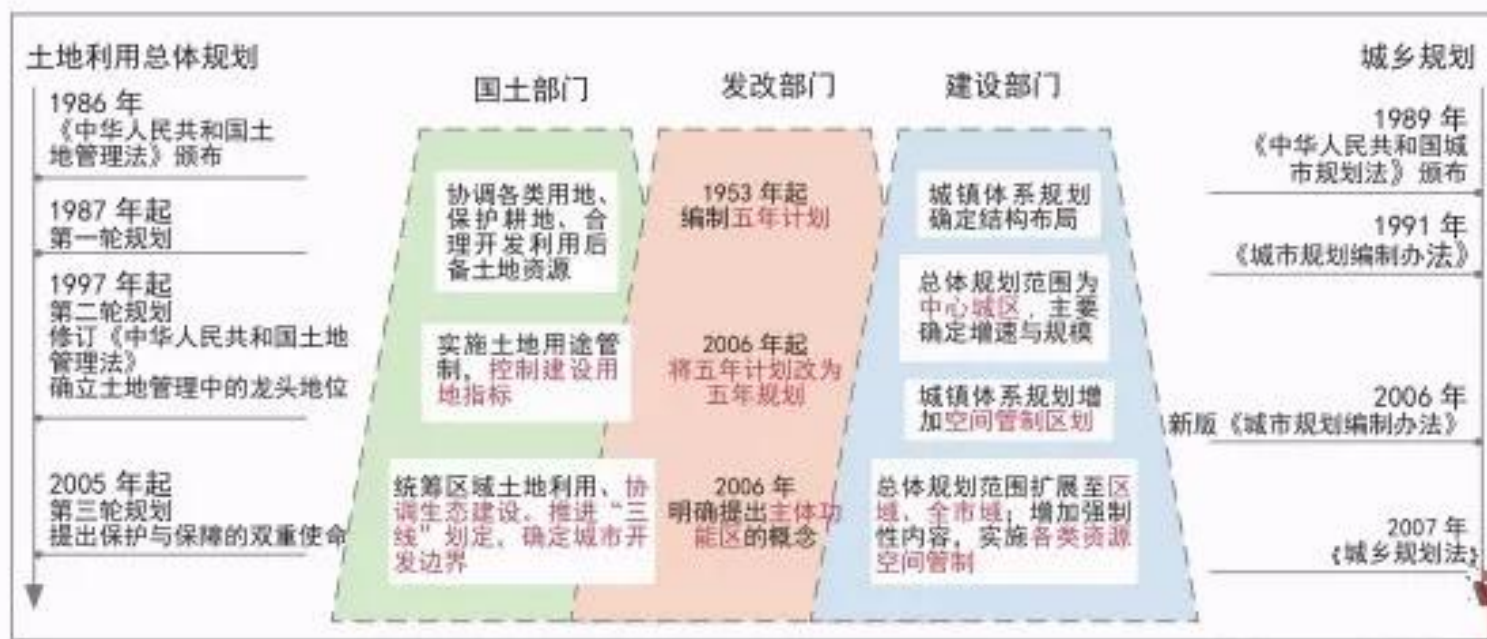 土地利用总体规划
1986 年
《中华人民共和国土
地管理法》颁布
1987 年起
第一轮规划
1997 年起
第二轮规划
修订《中华人民共和国土地
管理法》
确立土地管理中的龙头地位
2005 年起
第三轮规划
提出保护与保障的双重使命
国土部门
协调各类用地、
保护耕地、合
理开发利用后
备土地资源
实施土地用途管
制，控制建设用
地指标
统筹区域土地利用、协
调生态建设、推进“三
线”划定、确定城市开
发边界
发改部门
1953 年起
编制五年计划
2006 年起
将五年计划改为
五年规划
2006 年
明确提出主体功
能区的概念
建设部门
城镇体系规划
确定结构布局
总体规划范围为
中心城区，主要
确定增速与规模
城镇体系规划增
加空间管制区划
总体规划范围扩展至区
域、全市域；增加强制
性内容，实施各类资源
空间管制
城乡规划
1989 年
《中华人民共和国城
市规划法》颁布
1991 年
《城市规划编制办法》
2006 年
新版《城市规划编制办法》
2007 年
《城乡规划法》